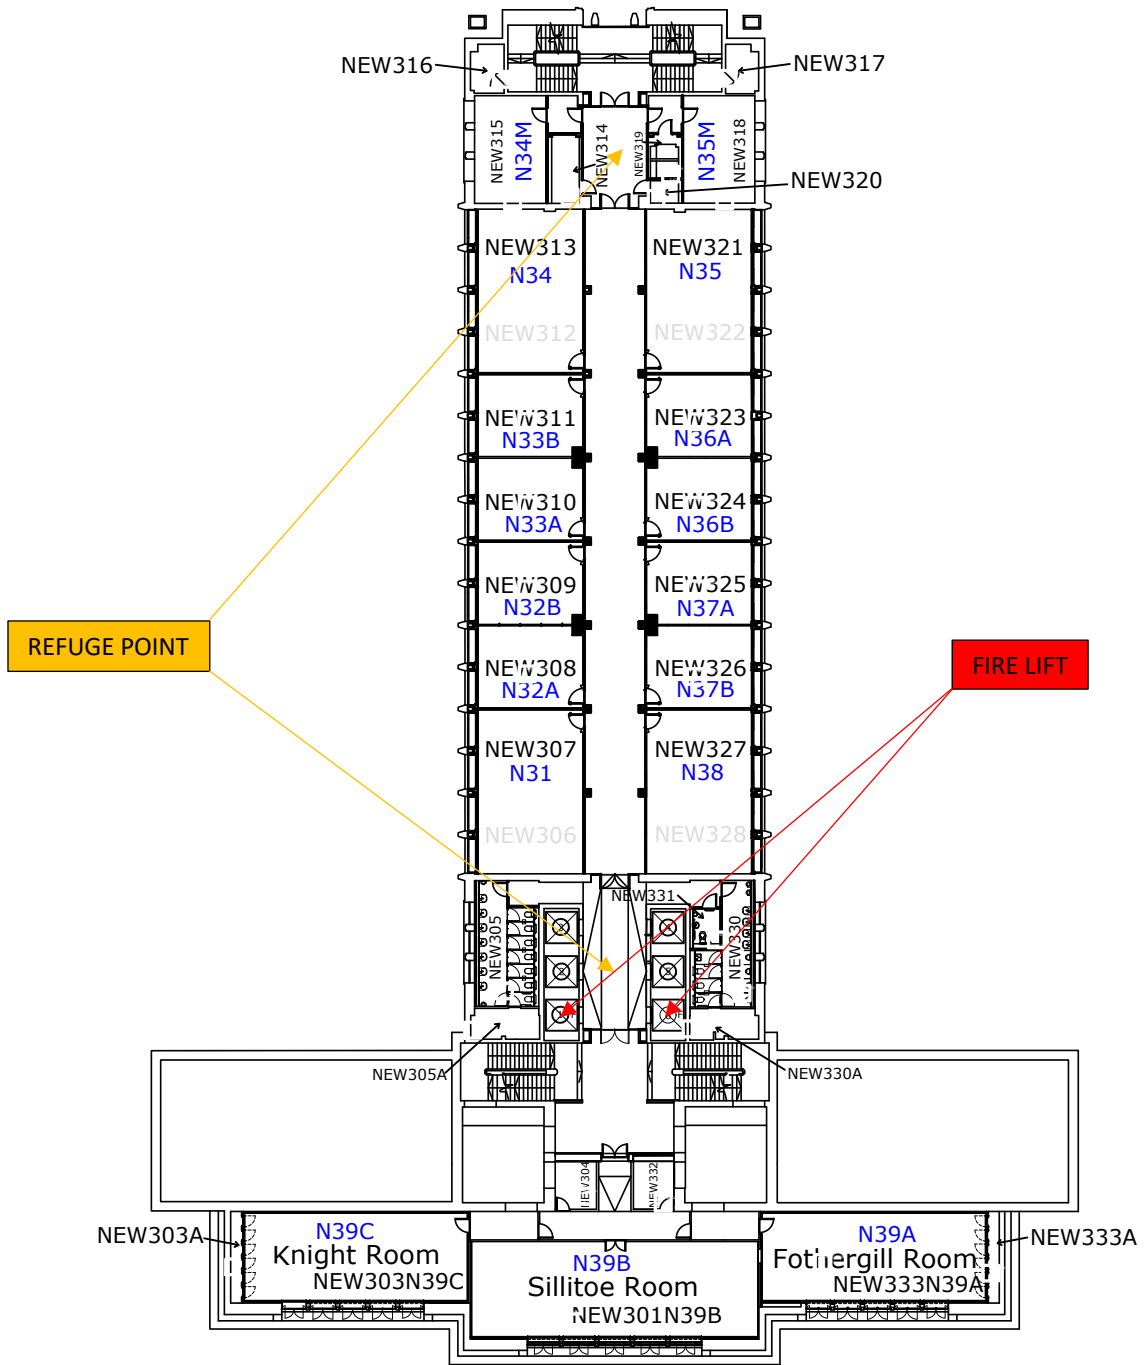 NEW316
NEW317
NEW315
N34M
NEW314
NEW319
N35M
NEW318
NEW320
NEW313
N34
NEW321
N35
NEW312
NEW322
NEW311
N33B
NEW323
N36A
NEW310
N33A
NEW324
N36B
NEW309
N32B
NEW325
N37A
REFUGE POINT
FIRE LIFT
NEW308
N32A
NEW326
N37B
NEW307
N31
NEW327
N38
NEW306
NEW328
NEW331
NEW305
NEW330
NEW305A
NEW330A
NEW304
NEW332
NEW303A
N39C
Knight Room
NEW303N39C
N39B
Sillitoe Room
NEW301N39B
N39A
Fothergill Room
NEW333N39A
NEW333A